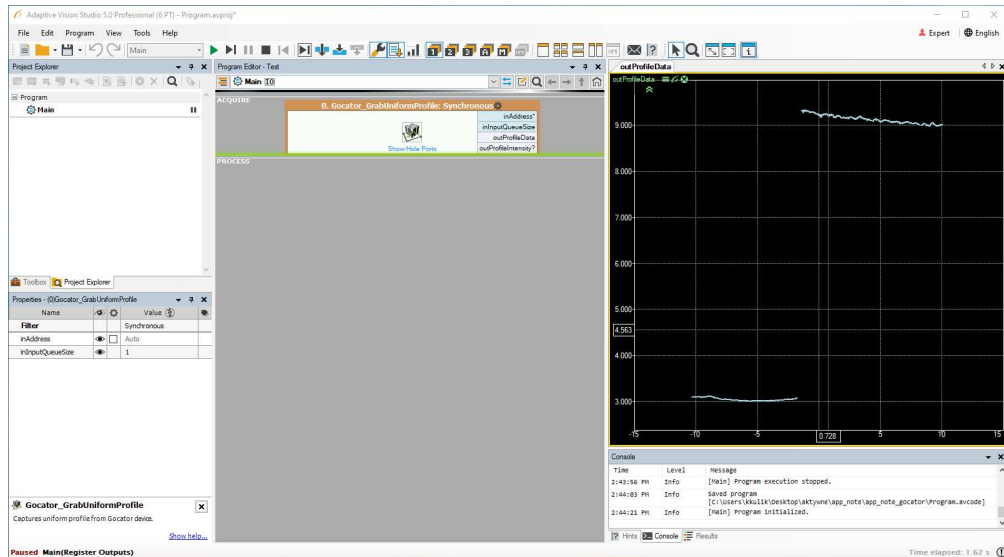 Adaptive Vision Studio 5.0 Professional (6 PT) - Program.avproj*
File Edit Program View Tools Help
Expert English
Main
Project Explorer
Program
Main
Toolbox Project Explorer
Properties - (0)Gocator_GrabUniformProfile
Name Value
Filter Synchronous
inAddress Auto
inInputQueueSize 1
Gocator_GrabUniformProfile
Captures uniform profile from Gocator device.
Show help...
Program Editor - Test
Main
ACQUIRE
0. Gocator_GrabUniformProfile: Synchronous
inAddress*
inInputQueueSize
outProfileData
Show/Hide Ports outProfileIntensity?
PROCESS
outProfileData
outProfileData
9.000
8.000
7.000
6.000
5.000
4.563
4.000
3.000
-15 -10 -5 0.728 5 10 15
Console
Time Level Message
2:43:56 PM Info [Main] Program execution stopped.
2:44:03 PM Info Saved program
[C:\Users\kkulik\Desktop\aktywne\app_note\app_note_gocator\Program.avcode]
2:44:21 PM Info [Main] Program initialized.
Hints Console Results
Paused Main(Register Outputs)
Time elapsed: 1.62 s